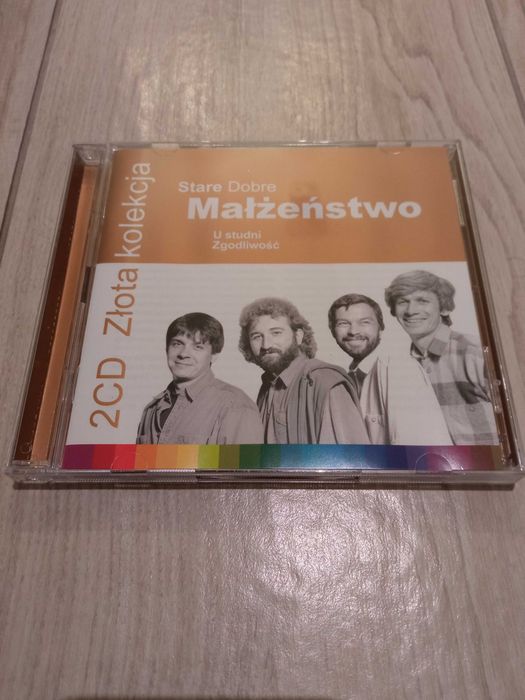 Stare Dobre
Małżeństwo
U studni
Zgodliwość
2CD Złota kolekcja